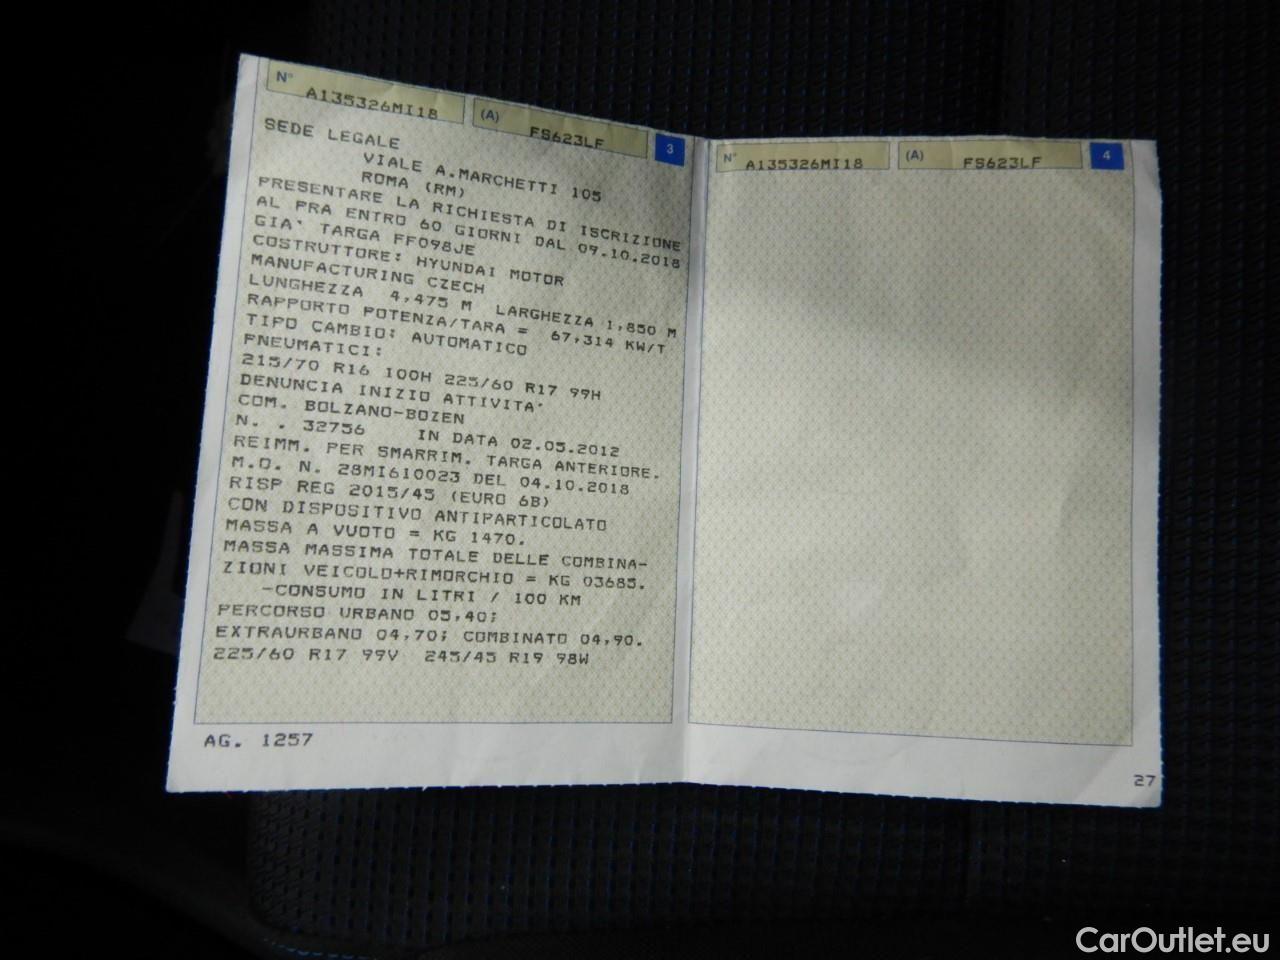 N° A135326MI18 (A) FS623LF 3
SEDE LEGALE
VIALE A.MARCHETTI 105
ROMA (RM)
PRESENTARE LA RICHIESTA DI ISCRIZIONE
AL PRA ENTRO 60 GIORNI DAL 09.10.2018
GIA` TARGA FF098JE
COSTRUTTORE: HYUNDAI MOTOR
MANUFACTURING CZECH
LUNGHEZZA 4,475 M LARGHEZZA 1,850 M
RAPPORTO POTENZA/TARA = 67,314 KW/T
TIPO CAMBIO: AUTOMATICO
PNEUMATICI:
215/70 R16 100H 225/60 R17 99H
DENUNCIA INIZIO ATTIVITA`
COM. BOLZANO-BOZEN
N. . 32756 IN DATA 02.05.2012
REIMM. PER SMARRIM. TARGA ANTERIORE.
M.O. N. 28MI610023 DEL 04.10.2018
RISP REG 2015/45 (EURO 6B)
CON DISPOSITIVO ANTIPARTICOLATO
MASSA A VUOTO = KG 1470.
MASSA MASSIMA TOTALE DELLE COMBINA-
ZIONI VEICOLO+RIMORCHIO = KG 03685.
-CONSUMO IN LITRI / 100 KM
PERCORSO URBANO 05,40;
EXTRAURBANO 04,70; COMBINATO 04,90.
225/60 R17 99V 245/45 R19 98W
AG. 1257
N° A135326MI18 (A) FS623LF 4
27
CarOutlet.eu